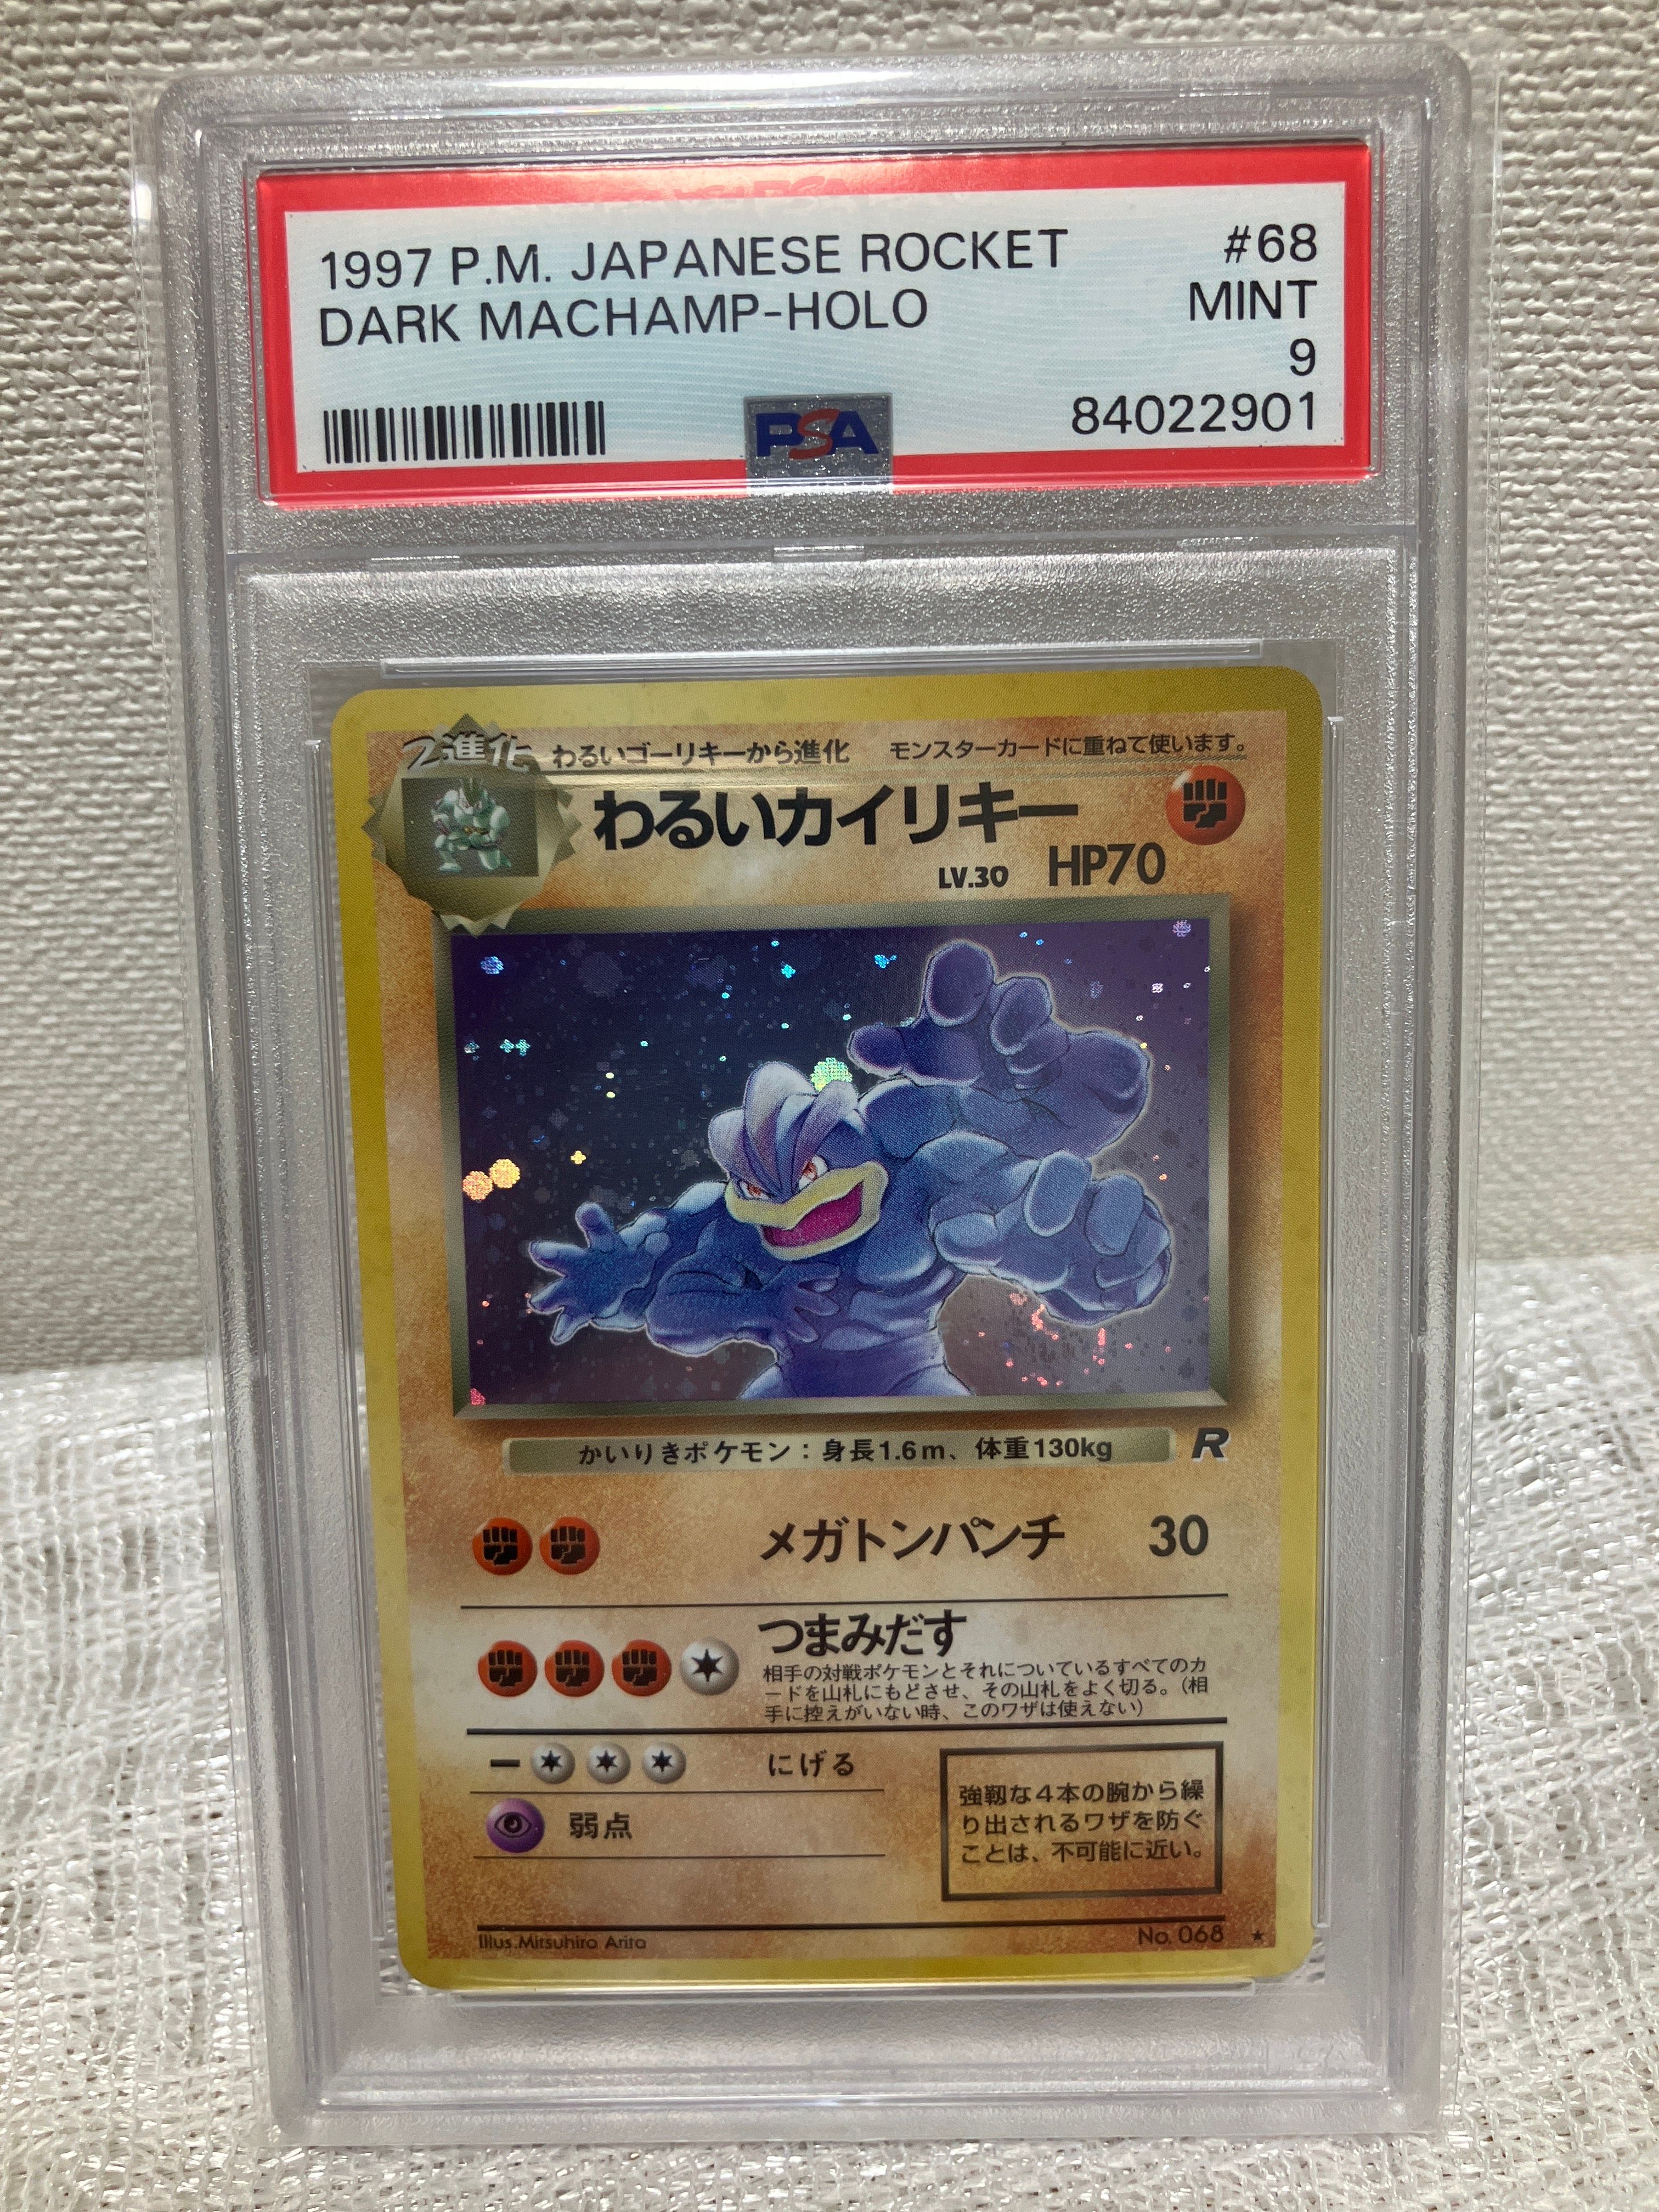 1997 P.M. JAPANESE ROCKET #68
DARK MACHAMP-HOLO MINT
9
PSA 84022901
2進化 わるいゴーリキーから進化 モンスターカードに重ねて使います。
わるいカイリキー
LV.30 HP70
かいりきポケモン：身長1.6m、体重130kg R
メガトンパンチ 30
つまみだす
相手の対戦ポケモンとそれについているすべてのカ
ードを山札にもどさせ、その山札をよく切る。（相
手に控えがいない時、このワザは使えない）
にげる
弱点
強靭な4本の腕から繰
り出されるワザを防ぐ
ことは、不可能に近い。
Illus.Mitsuhiro Arita No. 068 ★